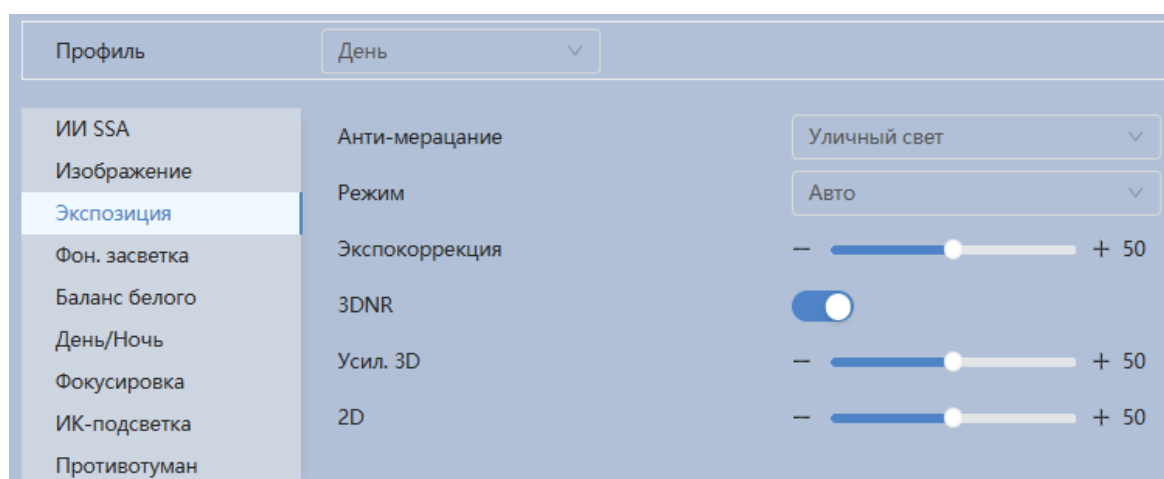 Профиль День
ИИ SSA
Изображение
Экспозиция
Фон. засветка
Баланс белого
День/Ночь
Фокусировка
ИК-подсветка
Противотуман
Анти-мерацание Уличный свет
Режим Авто
Экспокоррекция − + 50
3DNR
Усил. 3D − + 50
2D − + 50